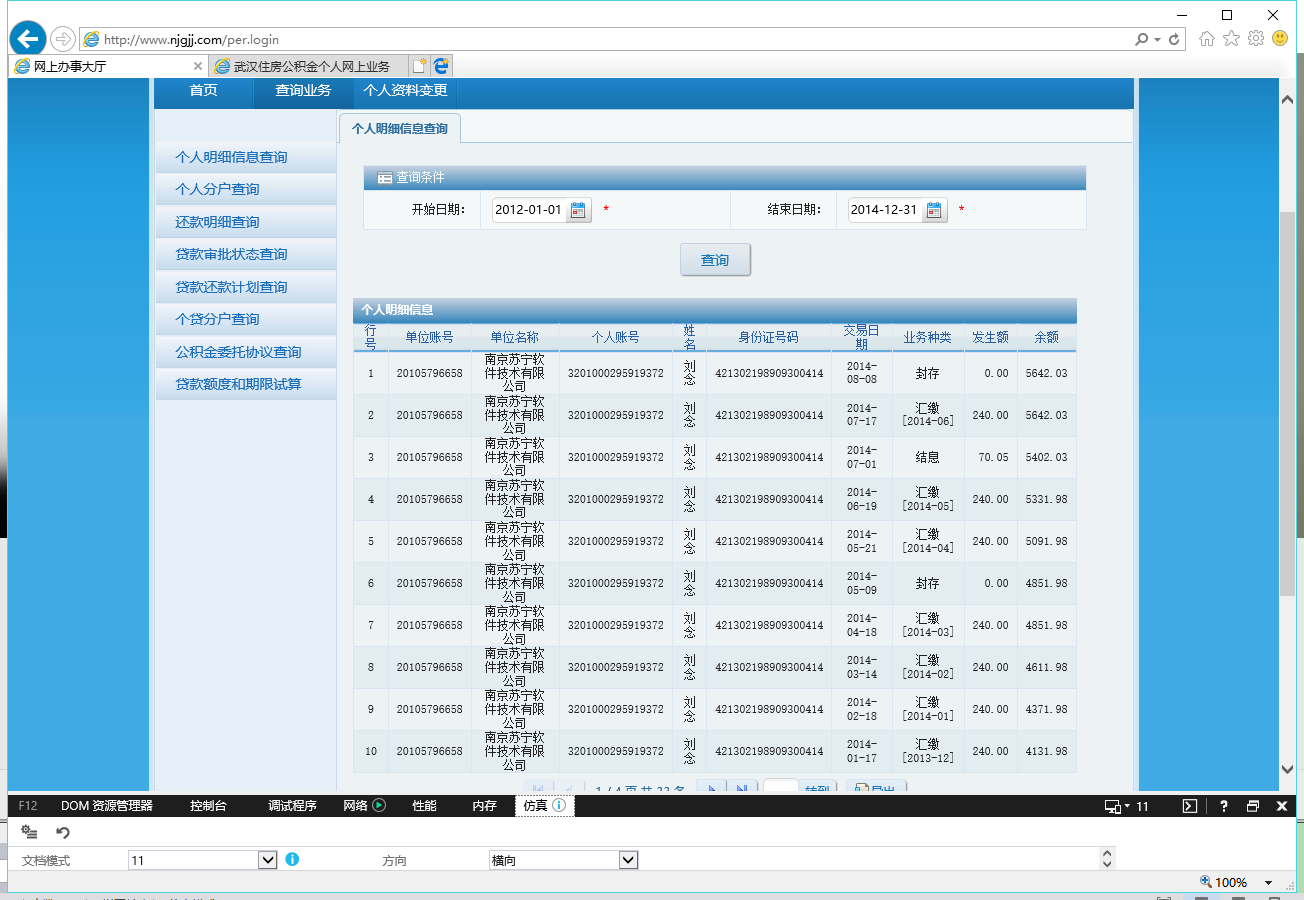 http://www.njgjj.com/per.login
网上办事大厅 武汉住房公积金个人网上业务
首页 查询业务 个人资料变更
个人明细信息查询
个人明细信息查询
个人分户查询
还款明细查询
贷款审批状态查询
贷款还款计划查询
个贷分户查询
公积金委托协议查询
贷款额度和期限试算
查询条件
开始日期: 2012-01-01 * 结束日期: 2014-12-31 *
查询
个人明细信息
行号 单位账号 单位名称 个人账号 姓名 身份证号码 交易日期 业务种类 发生额 余额
1 20105796658 南京苏宁软件技术有限公司 3201000295919372 刘念 421302198909300414 2014-08-08 封存 0.00 5642.03
2 20105796658 南京苏宁软件技术有限公司 3201000295919372 刘念 421302198909300414 2014-07-17 汇缴[2014-06] 240.00 5642.03
3 20105796658 南京苏宁软件技术有限公司 3201000295919372 刘念 421302198909300414 2014-07-01 结息 70.05 5402.03
4 20105796658 南京苏宁软件技术有限公司 3201000295919372 刘念 421302198909300414 2014-06-19 汇缴[2014-05] 240.00 5331.98
5 20105796658 南京苏宁软件技术有限公司 3201000295919372 刘念 421302198909300414 2014-05-21 汇缴[2014-04] 240.00 5091.98
6 20105796658 南京苏宁软件技术有限公司 3201000295919372 刘念 421302198909300414 2014-05-09 封存 0.00 4851.98
7 20105796658 南京苏宁软件技术有限公司 3201000295919372 刘念 421302198909300414 2014-04-18 汇缴[2014-03] 240.00 4851.98
8 20105796658 南京苏宁软件技术有限公司 3201000295919372 刘念 421302198909300414 2014-03-14 汇缴[2014-02] 240.00 4611.98
9 20105796658 南京苏宁软件技术有限公司 3201000295919372 刘念 421302198909300414 2014-02-18 汇缴[2014-01] 240.00 4371.98
10 20105796658 南京苏宁软件技术有限公司 3201000295919372 刘念 421302198909300414 2014-01-17 汇缴[2013-12] 240.00 4131.98
F12 DOM 资源管理器 控制台 调试程序 网络 性能 内存 仿真 11 ?
文档模式 11 方向 横向
100%